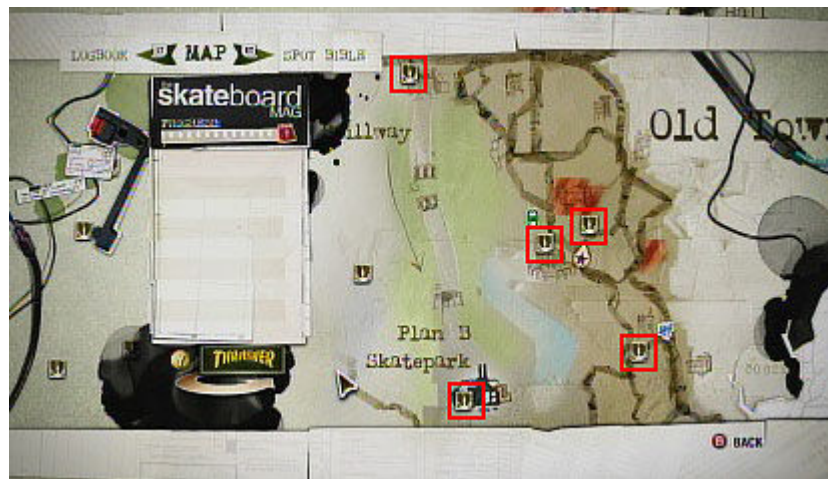 LOGBOOK MAP SPOT BIBLE
skateboard
MAG
Old Tow
illway
Plan B
Skatepark
THRASHER
B BACK